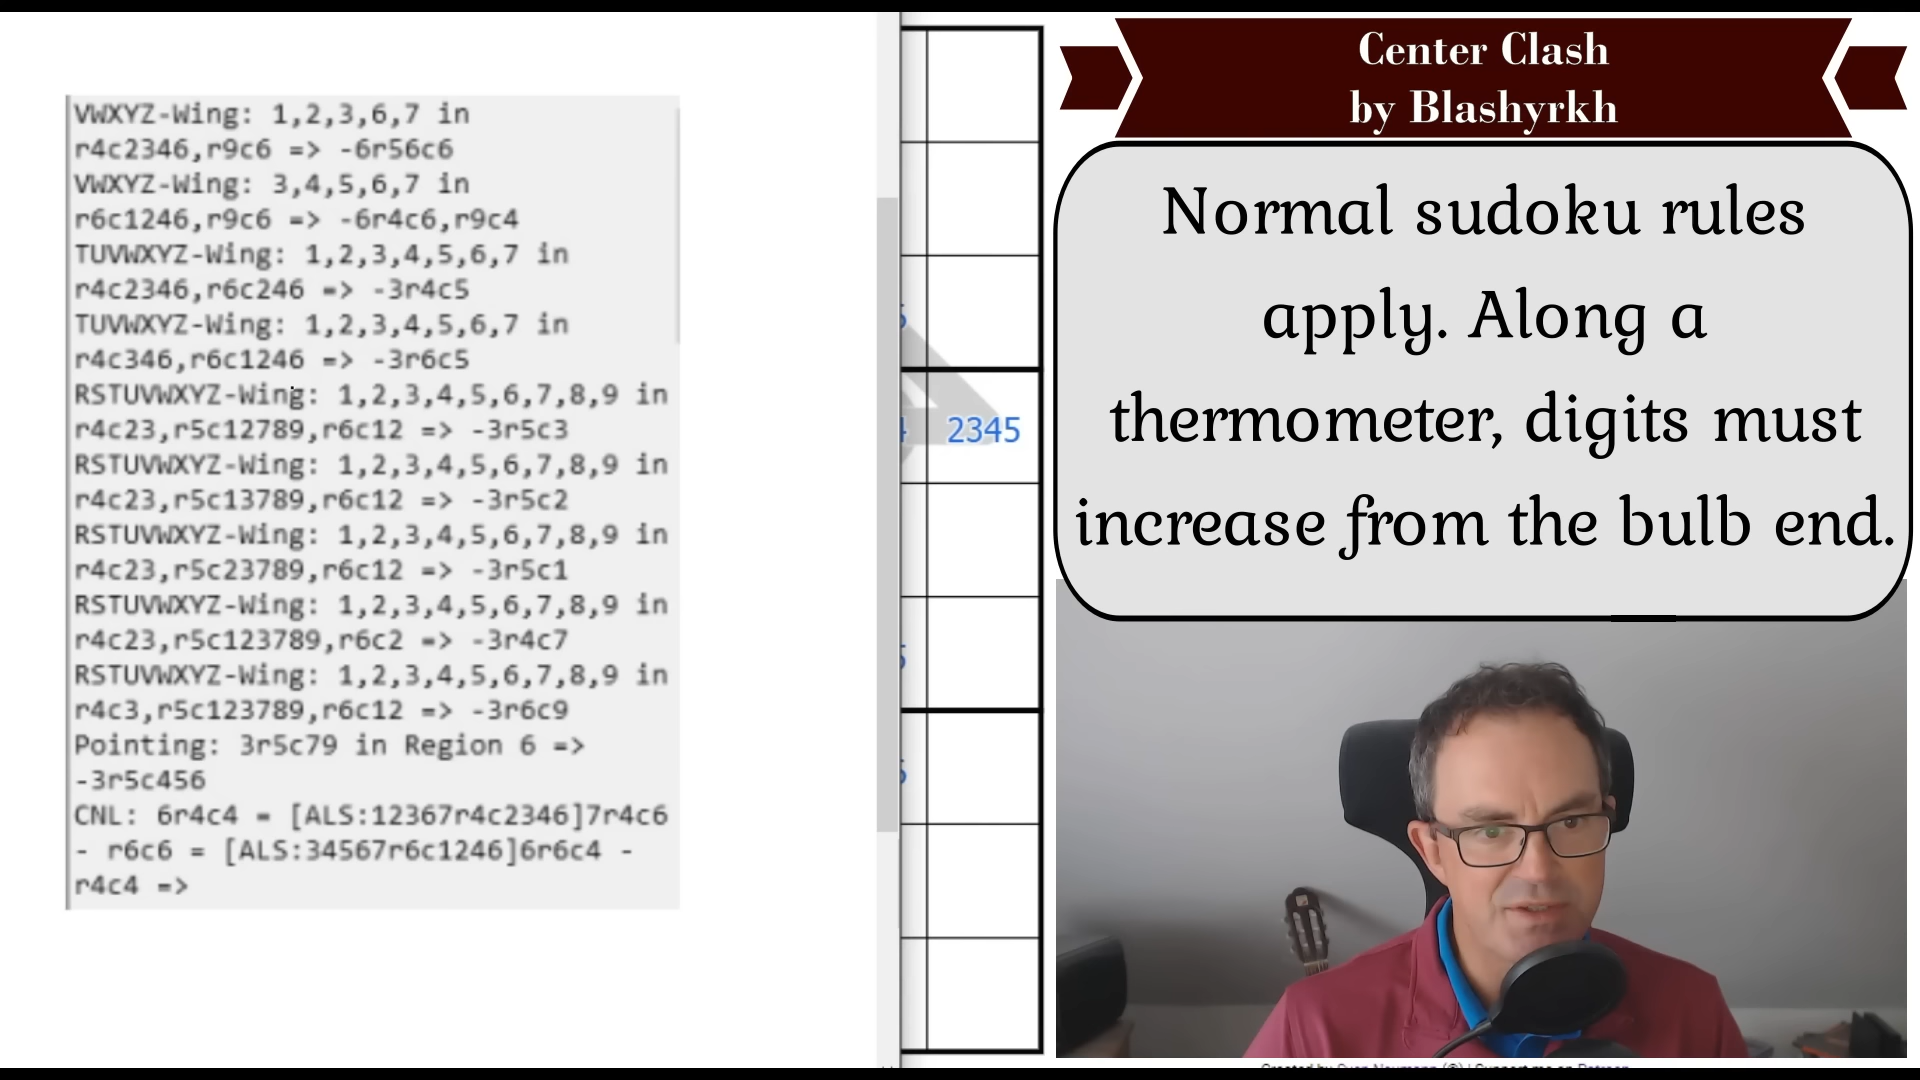 VWXYZ-Wing: 1,2,3,6,7 in
r4c2346,r9c6 => -6r56c6
VWXYZ-Wing: 3,4,5,6,7 in
r6c1246,r9c6 => -6r4c6,r9c4
TUVWXYZ-Wing: 1,2,3,4,5,6,7 in
r4c2346,r6c246 => -3r4c5
TUVWXYZ-Wing: 1,2,3,4,5,6,7 in
r4c346,r6c1246 => -3r6c5
RSTUVWXYZ-Wing: 1,2,3,4,5,6,7,8,9 in
r4c23,r5c12789,r6c12 => -3r5c3
RSTUVWXYZ-Wing: 1,2,3,4,5,6,7,8,9 in
r4c23,r5c13789,r6c12 => -3r5c2
RSTUVWXYZ-Wing: 1,2,3,4,5,6,7,8,9 in
r4c23,r5c23789,r6c12 => -3r5c1
RSTUVWXYZ-Wing: 1,2,3,4,5,6,7,8,9 in
r4c23,r5c123789,r6c2 => -3r4c7
RSTUVWXYZ-Wing: 1,2,3,4,5,6,7,8,9 in
r4c3,r5c123789,r6c12 => -3r6c9
Pointing: 3r5c79 in Region 6 =>
-3r5c456
CNL: 6r4c4 = [ALS:12367r4c2346]7r4c6
- r6c6 = [ALS:34567r6c1246]6r6c4 -
r4c4 =>
2345
Center Clash
by Blashyrkh
Normal sudoku rules
apply. Along a
thermometer, digits must
increase from the bulb end.